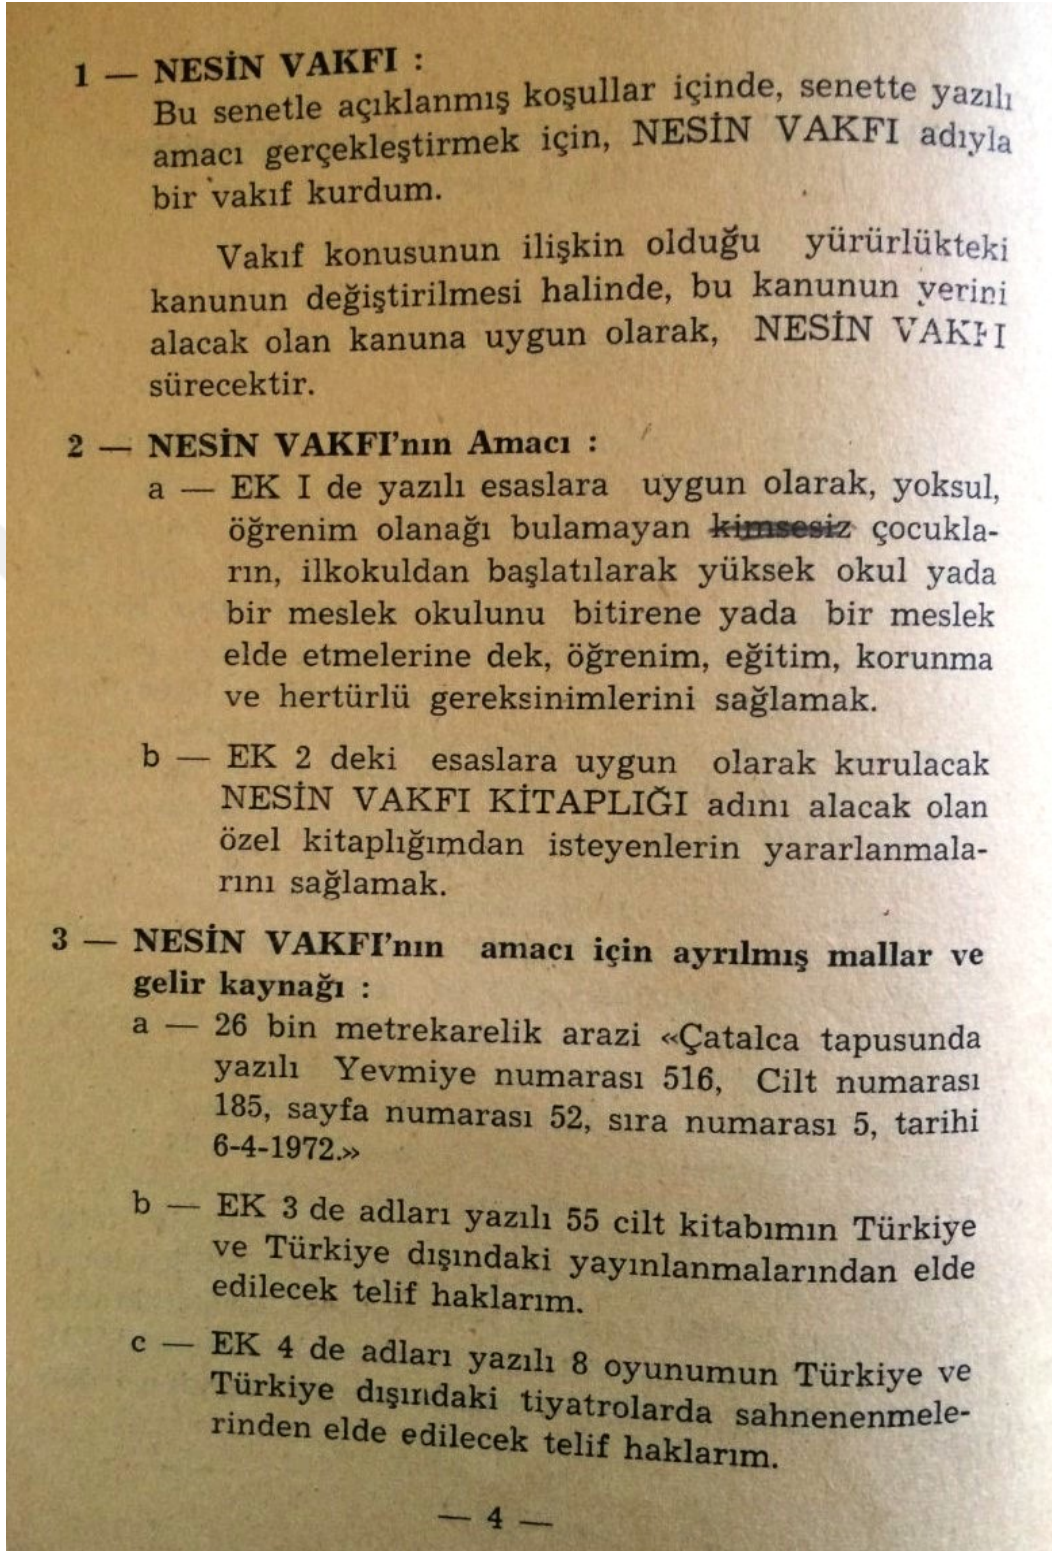 1 — NESİN VAKFI :
Bu senetle açıklanmış koşullar içinde, senette yazılı
amacı gerçekleştirmek için, NESİN VAKFI adıyla
bir vakıf kurdum.
Vakıf konusunun ilişkin olduğu yürürlükteki
kanunun değiştirilmesi halinde, bu kanunun yerini
alacak olan kanuna uygun olarak, NESİN VAKFI
sürecektir.
2 — NESİN VAKFI'nın Amacı :
a — EK I de yazılı esaslara uygun olarak, yoksul,
öğrenim olanağı bulamayan kimsesiz çocukla-
rın, ilkokuldan başlatılarak yüksek okul yada
bir meslek okulunu bitirene yada bir meslek
elde etmelerine dek, öğrenim, eğitim, korunma
ve hertürlü gereksinimlerini sağlamak.
b — EK 2 deki esaslara uygun olarak kurulacak
NESİN VAKFI KİTAPLIĞI adını alacak olan
özel kitaplığımdan isteyenlerin yararlanmala-
rını sağlamak.
3 — NESİN VAKFI'nın amacı için ayrılmış mallar ve
gelir kaynağı :
a — 26 bin metrekarelik arazi «Çatalca tapusunda
yazılı Yevmiye numarası 516, Cilt numarası
185, sayfa numarası 52, sıra numarası 5, tarihi
6-4-1972.»
b — EK 3 de adları yazılı 55 cilt kitabımın Türkiye
ve Türkiye dışındaki yayınlanmalarından elde
edilecek telif haklarım.
c — EK 4 de adları yazılı 8 oyunumun Türkiye ve
Türkiye dışındaki tiyatrolarda sahnenenmele-
rinden elde edilecek telif haklarım.
— 4 —